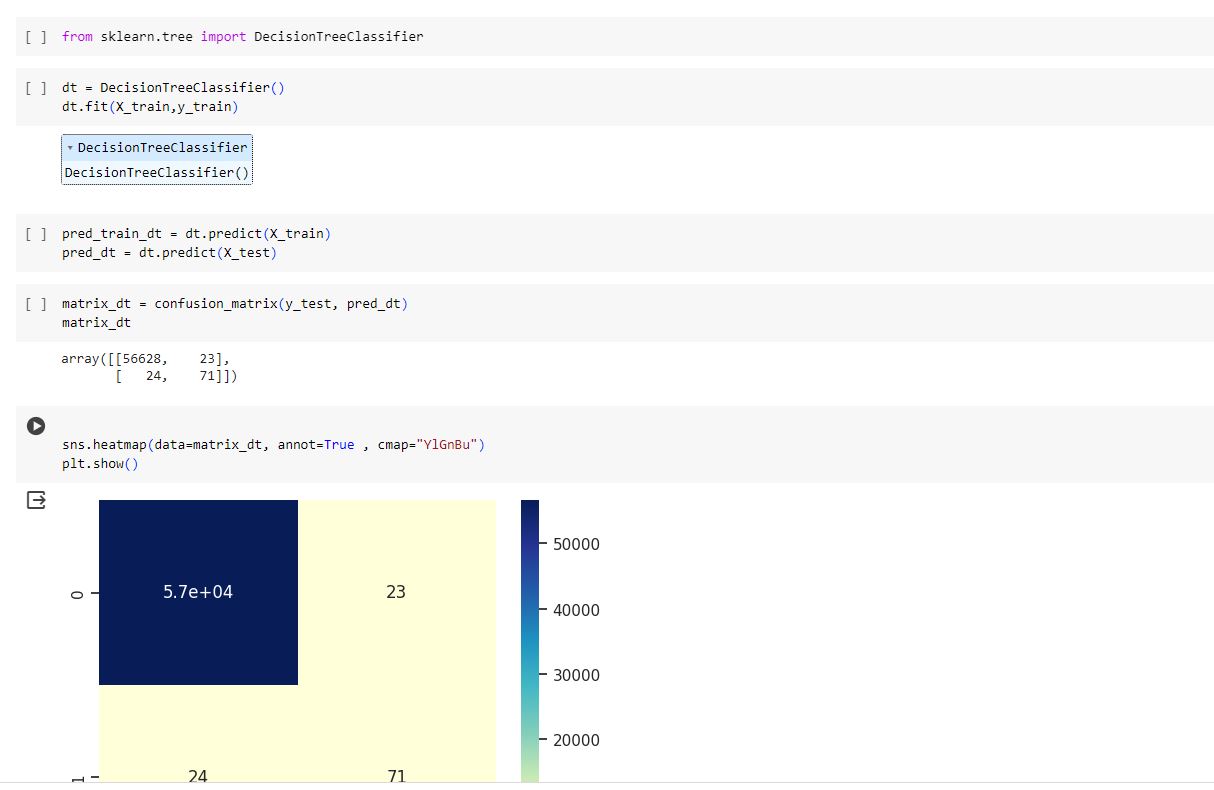 [ ] from sklearn.tree import DecisionTreeClassifier
[ ] dt = DecisionTreeClassifier()
dt.fit(X_train,y_train)
▾ DecisionTreeClassifier
DecisionTreeClassifier()
[ ] pred_train_dt = dt.predict(X_train)
pred_dt = dt.predict(X_test)
[ ] matrix_dt = confusion_matrix(y_test, pred_dt)
matrix_dt
array([[56628,    23],
       [   24,    71]])
sns.heatmap(data=matrix_dt, annot=True , cmap="YlGnBu")
plt.show()
50000
0 5.7e+04 23
40000
30000
20000
1 24 71